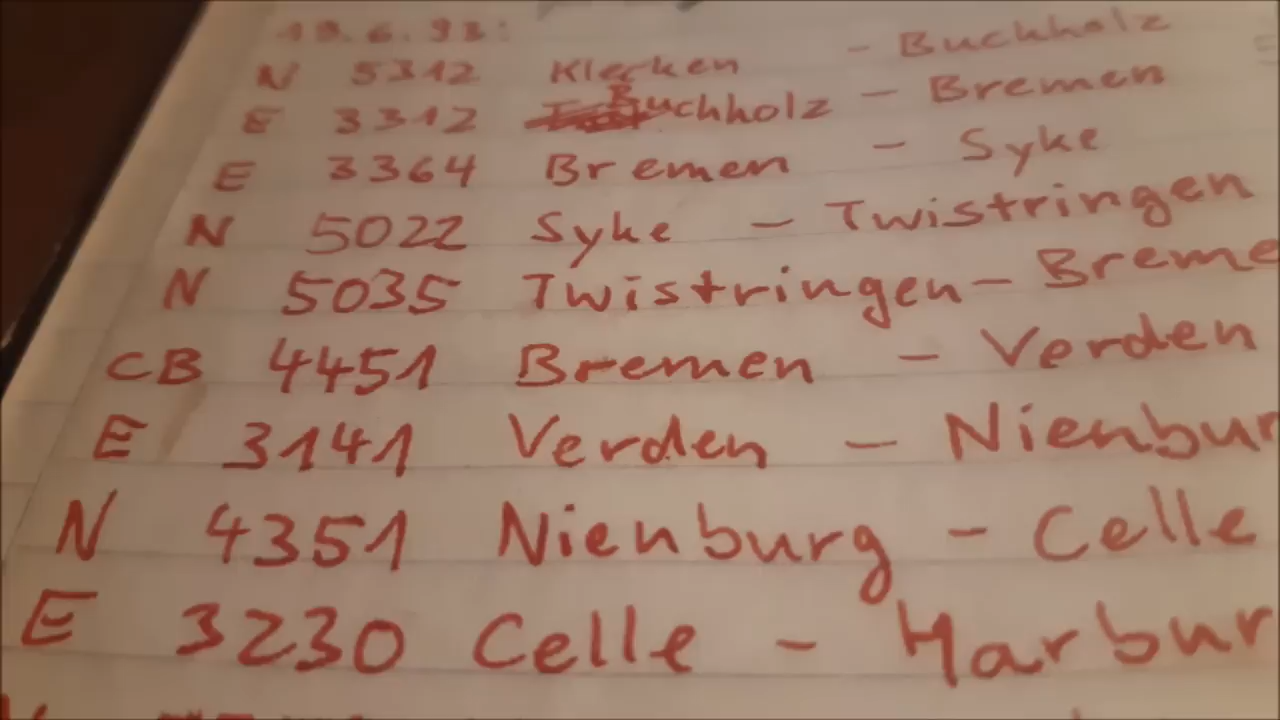 19.6.93:
N 5312 Klecken - Buchholz
E 3312 Buchholz - Bremen
E 3364 Bremen - Syke
N 5022 Syke - Twistringen
N 5035 Twistringen - Breme
CB 4451 Bremen - Verden
E 3141 Verden - Nienbur
N 4351 Nienburg - Celle
E 3230 Celle - Harbur